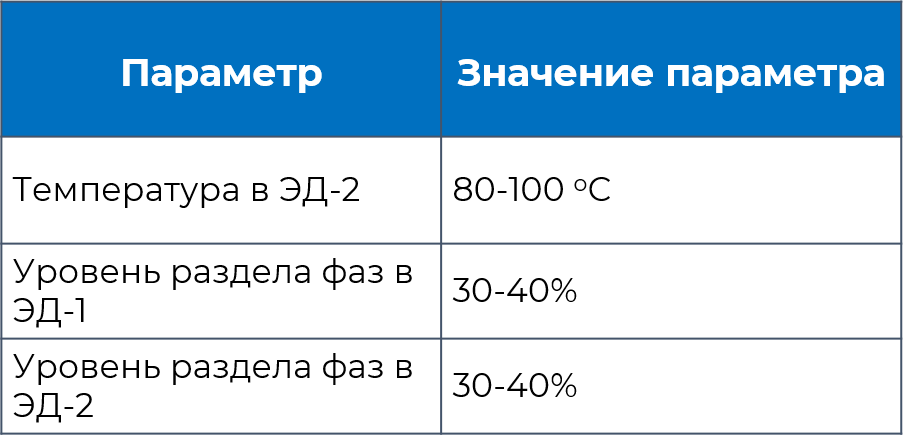 Параметр
Значение параметра
Температура в ЭД-2
80-100 ºС
Уровень раздела фаз в
ЭД-1
30-40%
Уровень раздела фаз в
ЭД-2
30-40%